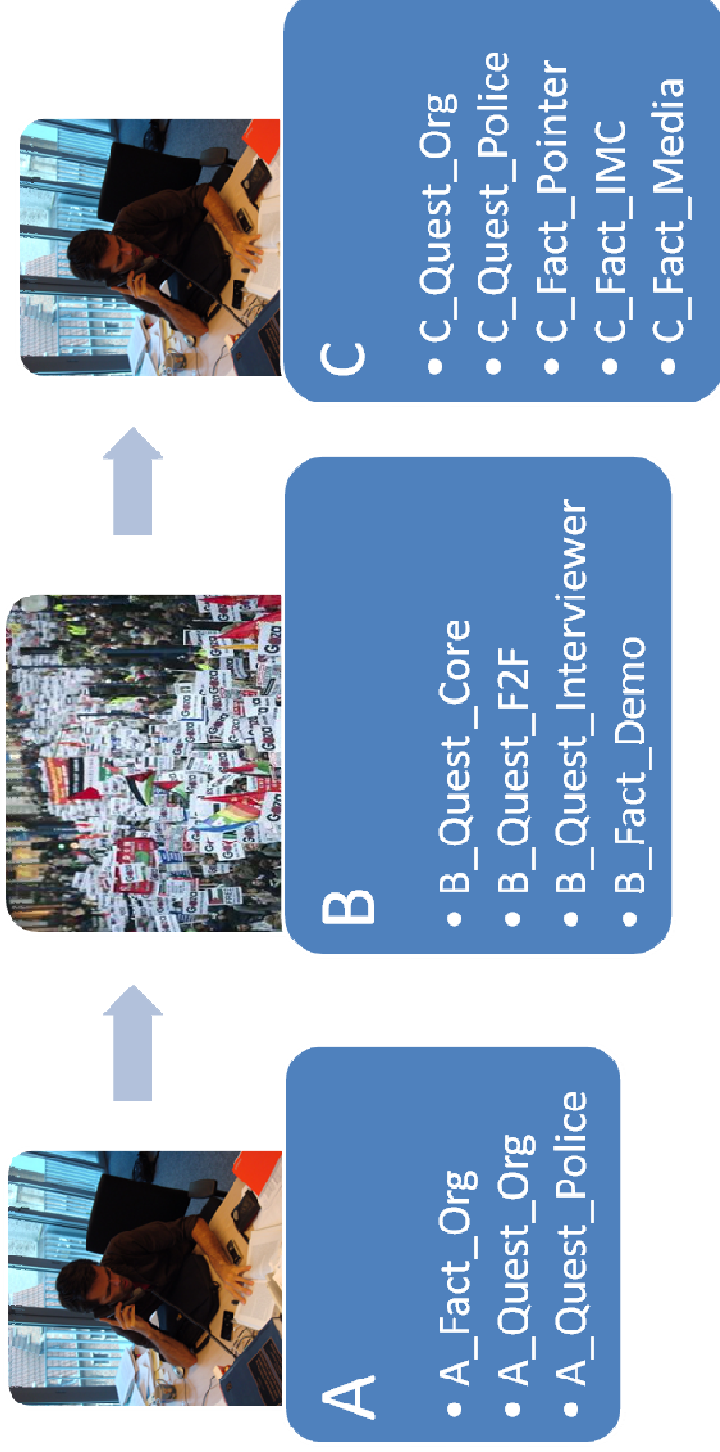 A
• A_Fact_Org
• A_Quest_Org
• A_Quest_Police
B
• B_Quest_Core
• B_Quest_F2F
• B_Quest_Interviewer
• B_Fact_Demo
C
• C_Quest_Org
• C_Quest_Police
• C_Fact_Pointer
• C_Fact_IMC
• C_Fact_Media